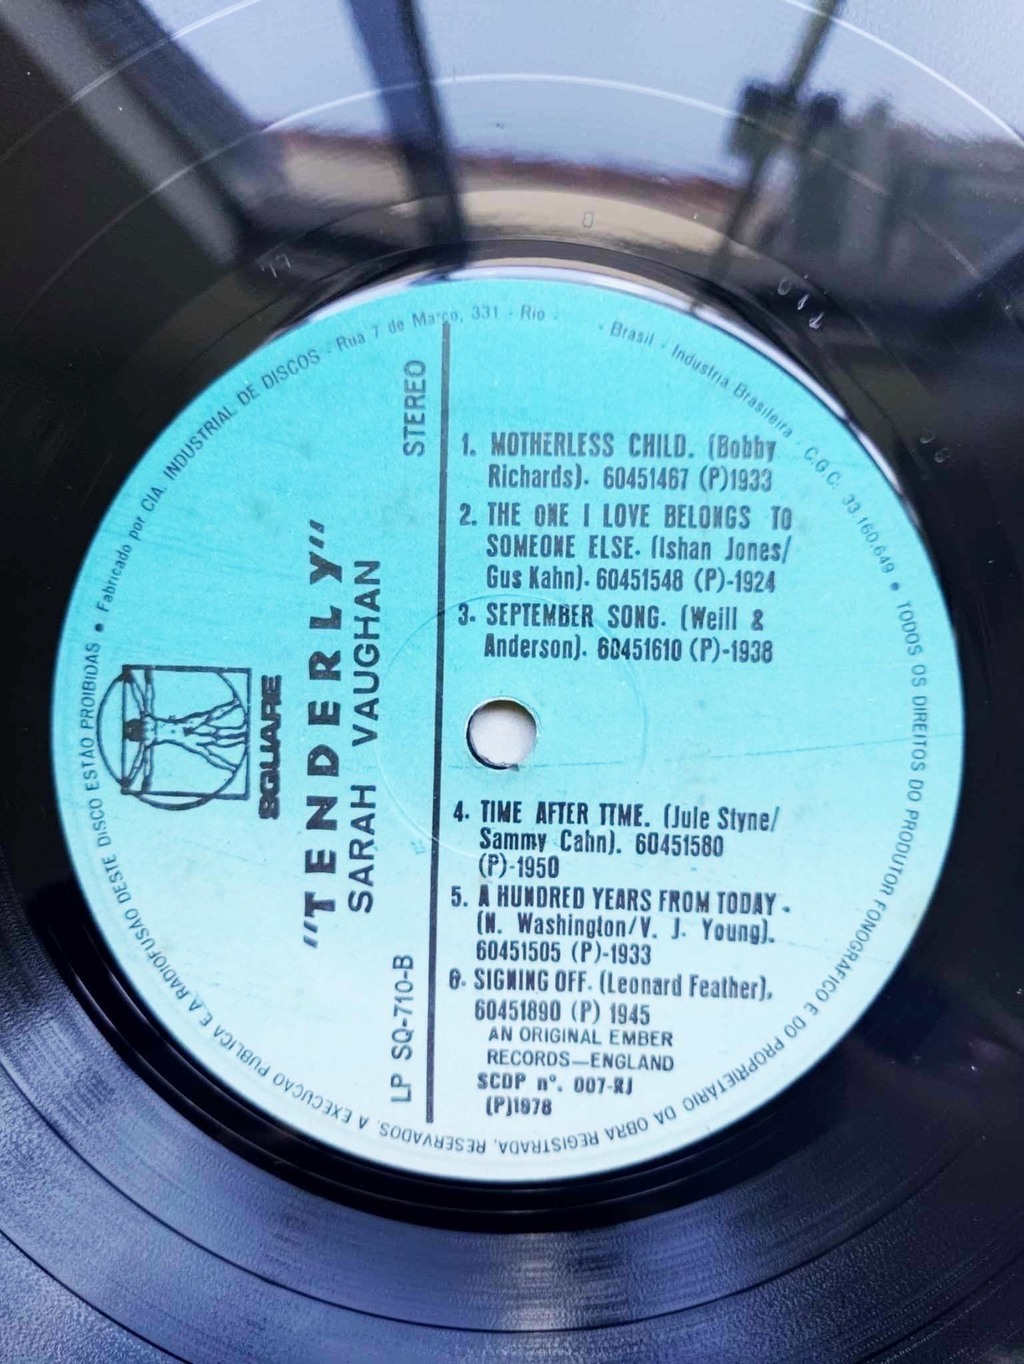 • Fabricado por CIA. INDUSTRIAL DE DISCOS - Rua 7 de Março, 331 - Rio - - Brasil - Industria Brasileira - C.G.C. 33.160.649 • TODOS OS DIREITOS DO PRODUTOR FONOGRAFICO E DO PROPRIETÁRIO DA OBRA REGISTRADA, RESERVADOS, A EXECUÇAO PUBLICA E A RADIOFUSÃO DESTE DISCO ESTÃO PROIBIDAS
SQUARE
"TENDERLY"
SARAH VAUGHAN
LP SQ-710-B
STEREO
1. MOTHERLESS CHILD. (Bobby
Richards). 60451467 (P)1933
2. THE ONE I LOVE BELONGS TO
SOMEONE ELSE. (Ishan Jones/
Gus Kahn). 60451548 (P)-1924
3. SEPTEMBER SONG. (Weill &
Anderson). 60451610 (P)-1938
4. TIME AFTER TTME. (Jule Styne/
Sammy Cahn). 60451580
(P)-1950
5. A HUNDRED YEARS FROM TODAY.
(N. Washington/V. J. Young).
60451505 (P)-1933
6. SIGNING OFF. (Leonard Feather).
60451890 (P) 1945
AN ORIGINAL EMBER
RECORDS—ENGLAND
SCDP nº. 007-RJ
(P)1978